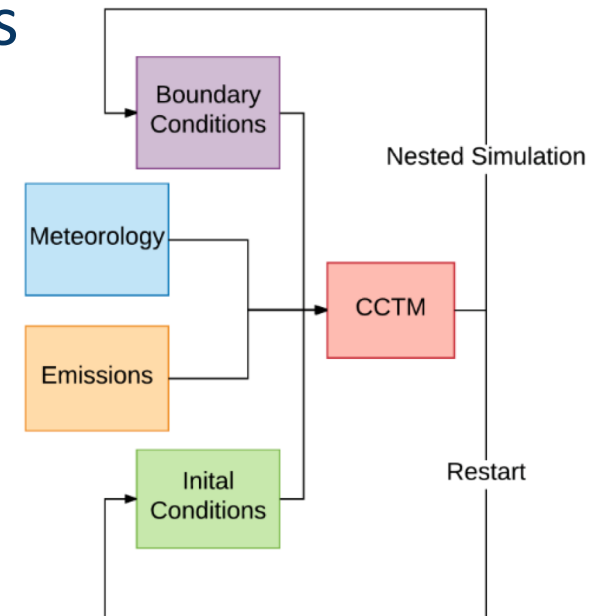 s
Boundary
Conditions
Nested Simulation
Meteorology
CCTM
Emissions
Restart
Inital
Conditions